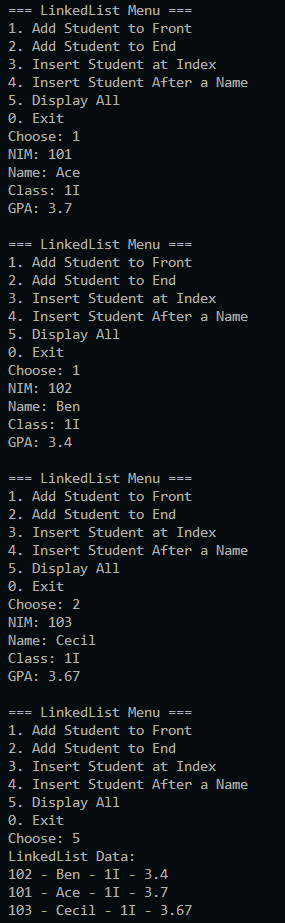 === LinkedList Menu ===
1. Add Student to Front
2. Add Student to End
3. Insert Student at Index
4. Insert Student After a Name
5. Display All
0. Exit
Choose: 1
NIM: 101
Name: Ace
Class: 1I
GPA: 3.7

=== LinkedList Menu ===
1. Add Student to Front
2. Add Student to End
3. Insert Student at Index
4. Insert Student After a Name
5. Display All
0. Exit
Choose: 1
NIM: 102
Name: Ben
Class: 1I
GPA: 3.4

=== LinkedList Menu ===
1. Add Student to Front
2. Add Student to End
3. Insert Student at Index
4. Insert Student After a Name
5. Display All
0. Exit
Choose: 2
NIM: 103
Name: Cecil
Class: 1I
GPA: 3.67

=== LinkedList Menu ===
1. Add Student to Front
2. Add Student to End
3. Insert Student at Index
4. Insert Student After a Name
5. Display All
0. Exit
Choose: 5
LinkedList Data:
102 - Ben - 1I - 3.4
101 - Ace - 1I - 3.7
103 - Cecil - 1I - 3.67